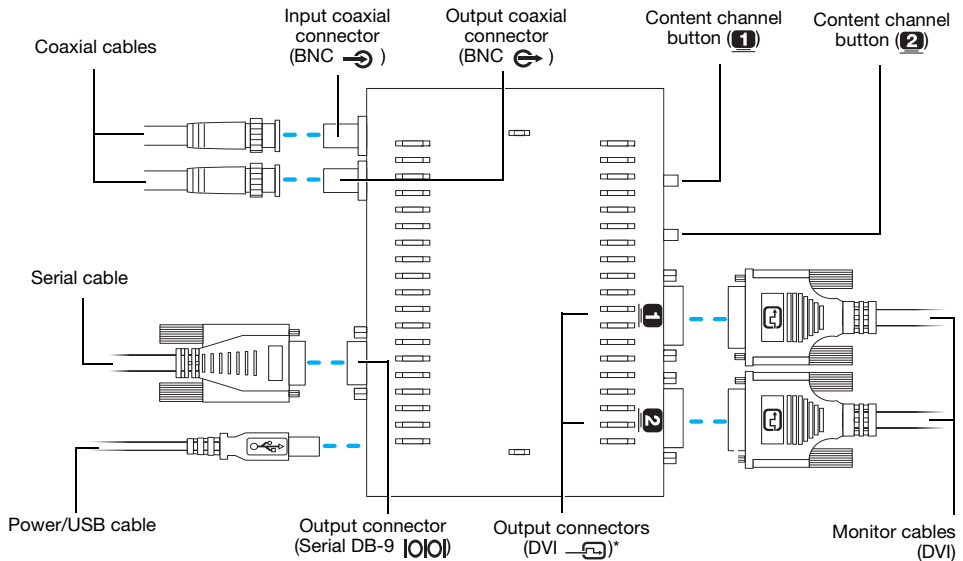 Input coaxial
connector
(BNC )
Output coaxial
connector
(BNC )
Content channel
button (1)
Content channel
button (2)
Coaxial cables
Serial cable
1
2
Power/USB cable
Output connector
(Serial DB-9 |O|O|)
Output connectors
(DVI )*
Monitor cables
(DVI)